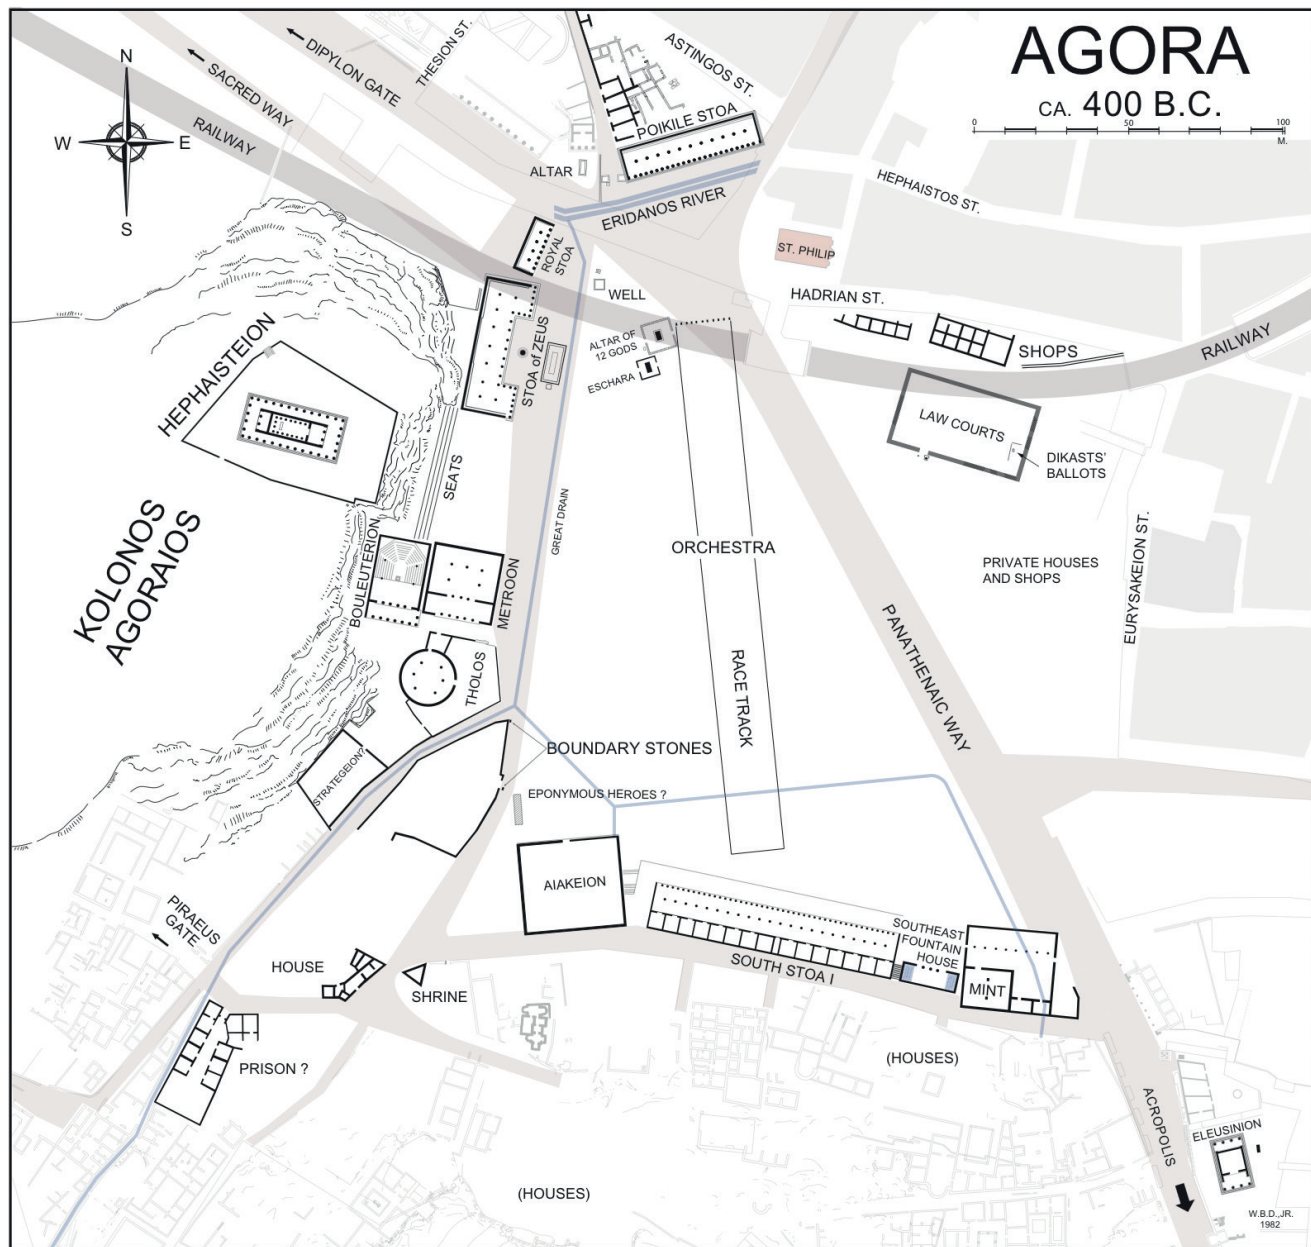 AGORA
CA. 400 B.C.
0 50 100
M.
N
W E
S
THESION ST.
DIPYLON GATE
SACRED WAY
RAILWAY
ASTINGOS ST.
POIKILE STOA
ALTAR
ERIDANOS RIVER
HEPHAISTOS ST.
ROYAL
STOA
ST. PHILIP
WELL
HADRIAN ST.
SHOPS
RAILWAY
ALTAR OF
12 GODS
ESCHARA
STOA of ZEUS
HEPHAISTEION
LAW COURTS
DIKASTS'
BALLOTS
SEATS
GREAT DRAIN
KOLONOS
AGORAIOS
BOULEUTERION
METROON
ORCHESTRA
PRIVATE HOUSES
AND SHOPS
EURYSAKEION ST.
PANATHENAIC WAY
RACE TRACK
THOLOS
STRATEGEION?
BOUNDARY STONES
EPONYMOUS HEROES ?
AIAKEION
PIRAEUS
GATE
HOUSE
SHRINE
SOUTH STOA I
SOUTHEAST
FOUNTAIN
HOUSE
MINT
PRISON ?
(HOUSES)
(HOUSES)
ACROPOLIS
ELEUSINION
W.B.D.,JR.
1982